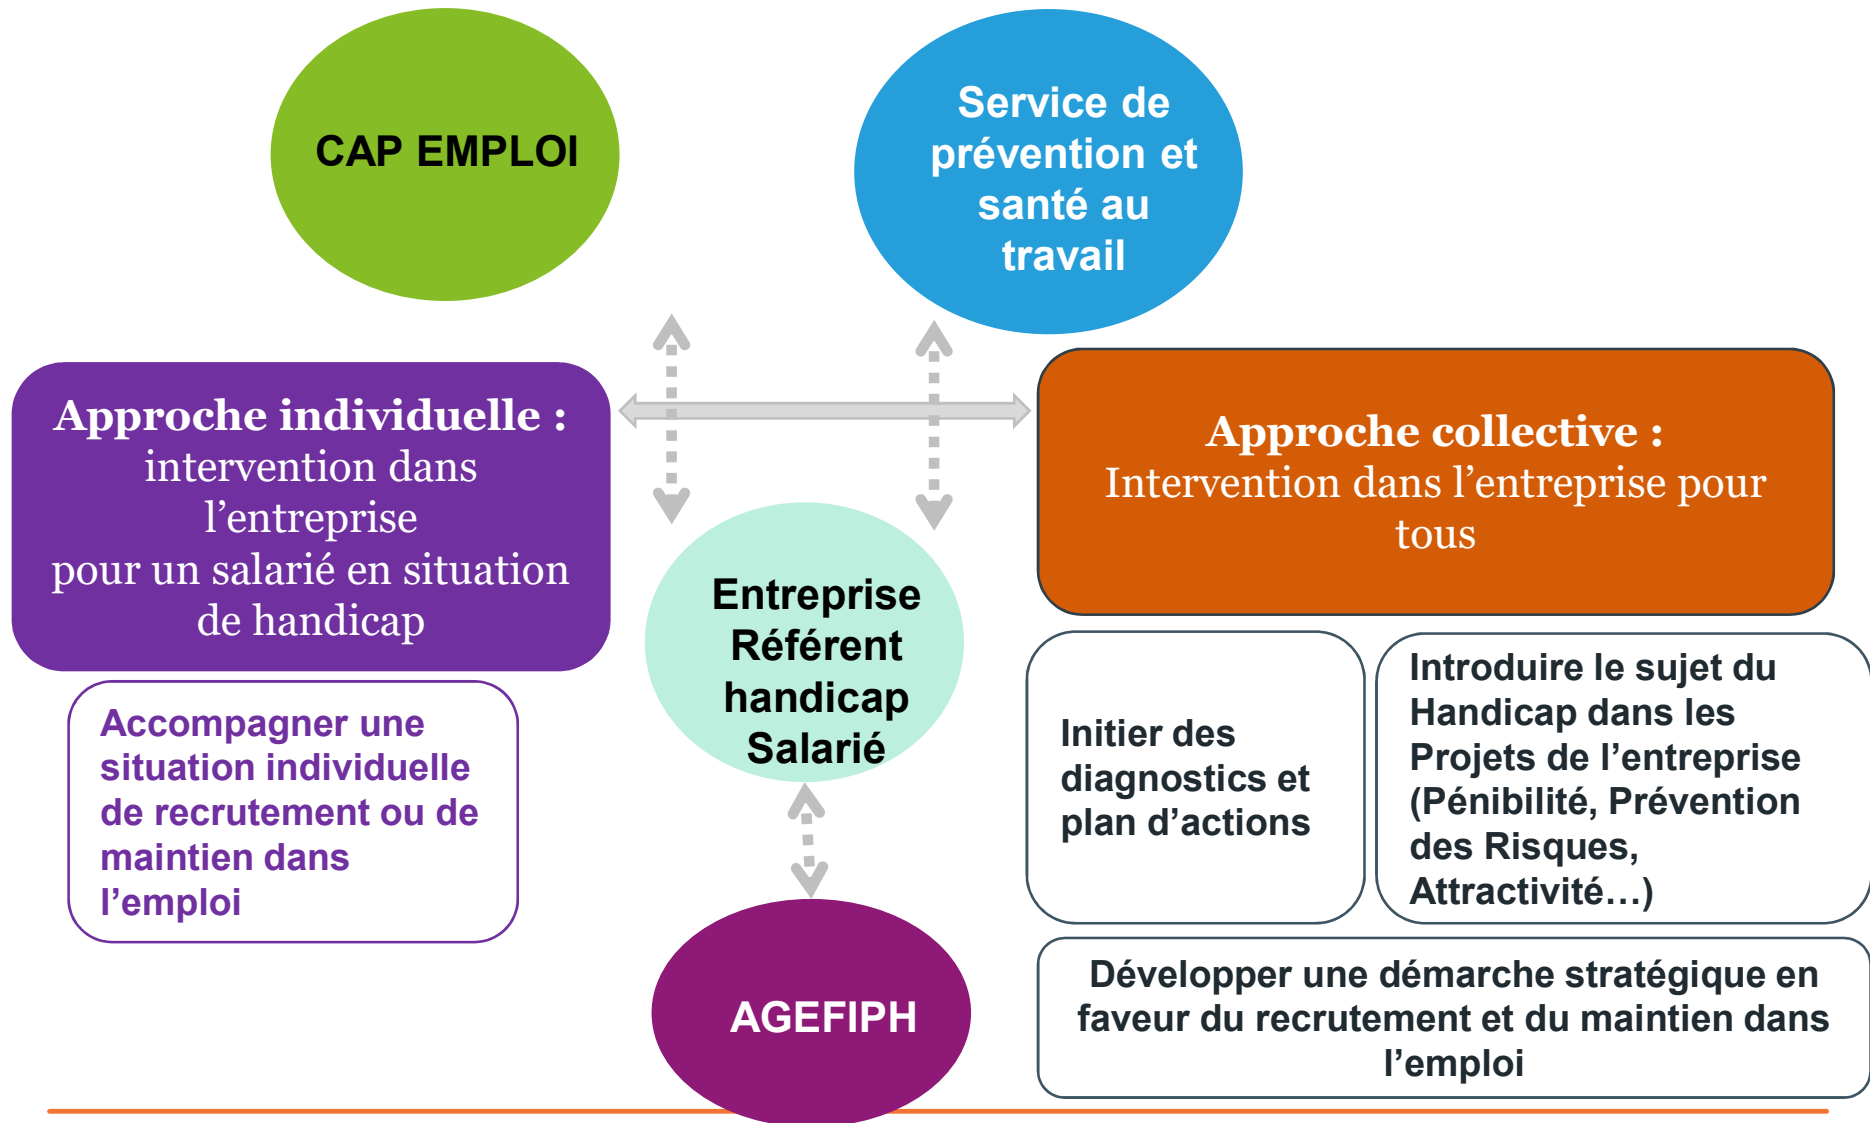 CAP EMPLOI
Service de
prévention et
santé au
travail
Approche individuelle :
intervention dans
l’entreprise
pour un salarié en situation
de handicap
Approche collective :
Intervention dans l’entreprise pour
tous
Entreprise
Référent
handicap
Salarié
Accompagner une
situation individuelle
de recrutement ou de
maintien dans
l’emploi
Initier des
diagnostics et
plan d’actions
Introduire le sujet du
Handicap dans les
Projets de l’entreprise
(Pénibilité, Prévention
des Risques,
Attractivité…)
AGEFIPH
Développer une démarche stratégique en
faveur du recrutement et du maintien dans
l’emploi